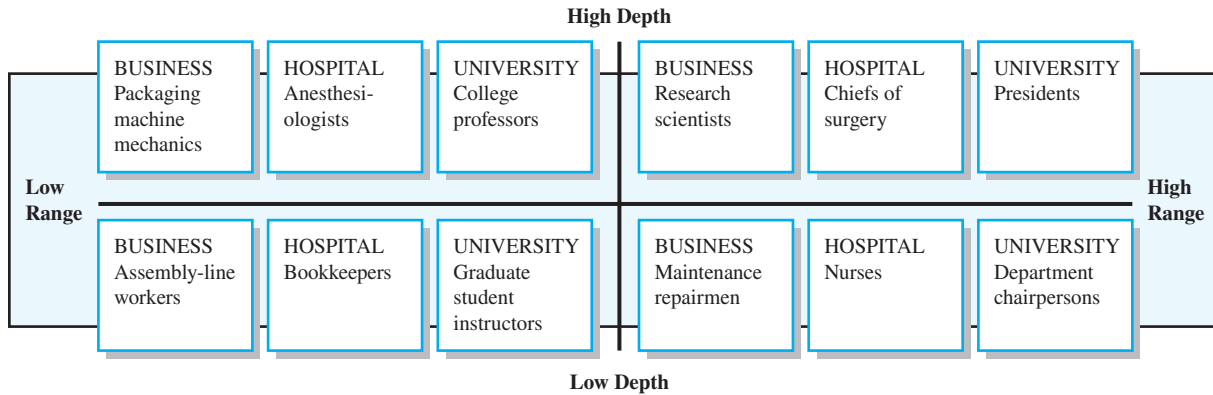 High Depth
BUSINESS
Packaging
machine
mechanics
HOSPITAL
Anesthesi-
ologists
UNIVERSITY
College
professors
BUSINESS
Research
scientists
HOSPITAL
Chiefs of
surgery
UNIVERSITY
Presidents
Low
Range
High
Range
BUSINESS
Assembly-line
workers
HOSPITAL
Bookkeepers
UNIVERSITY
Graduate
student
instructors
BUSINESS
Maintenance
repairmen
HOSPITAL
Nurses
UNIVERSITY
Department
chairpersons
Low Depth